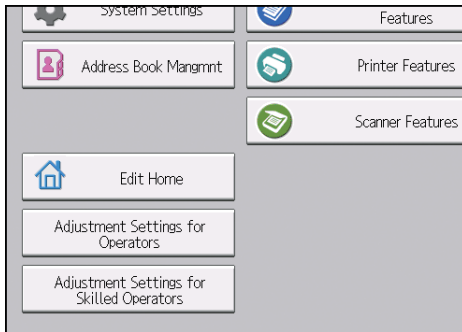 System Settings
Features
Address Book Mangmnt
Printer Features
Scanner Features
Edit Home
Adjustment Settings for
Operators
Adjustment Settings for
Skilled Operators